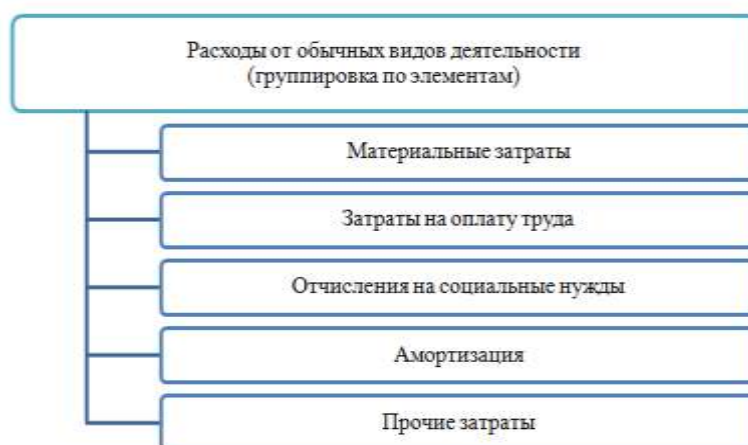 Расходы от обычных видов деятельности
(группировка по элементам)
Материальные затраты
Затраты на оплату труда
Отчисления на социальные нужды
Амортизация
Прочие затраты